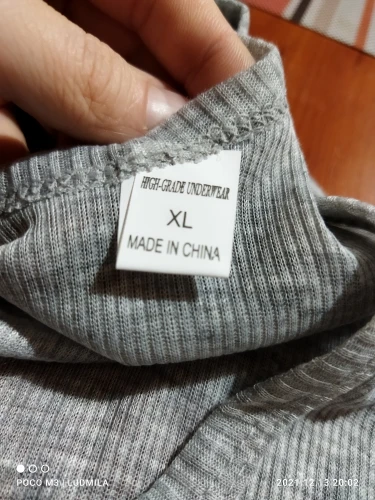 HIGH-GRADE UNDERWEAR
XL
MADE IN CHINA
POCO M3 | LUDMILA
2021.12.13 20:02